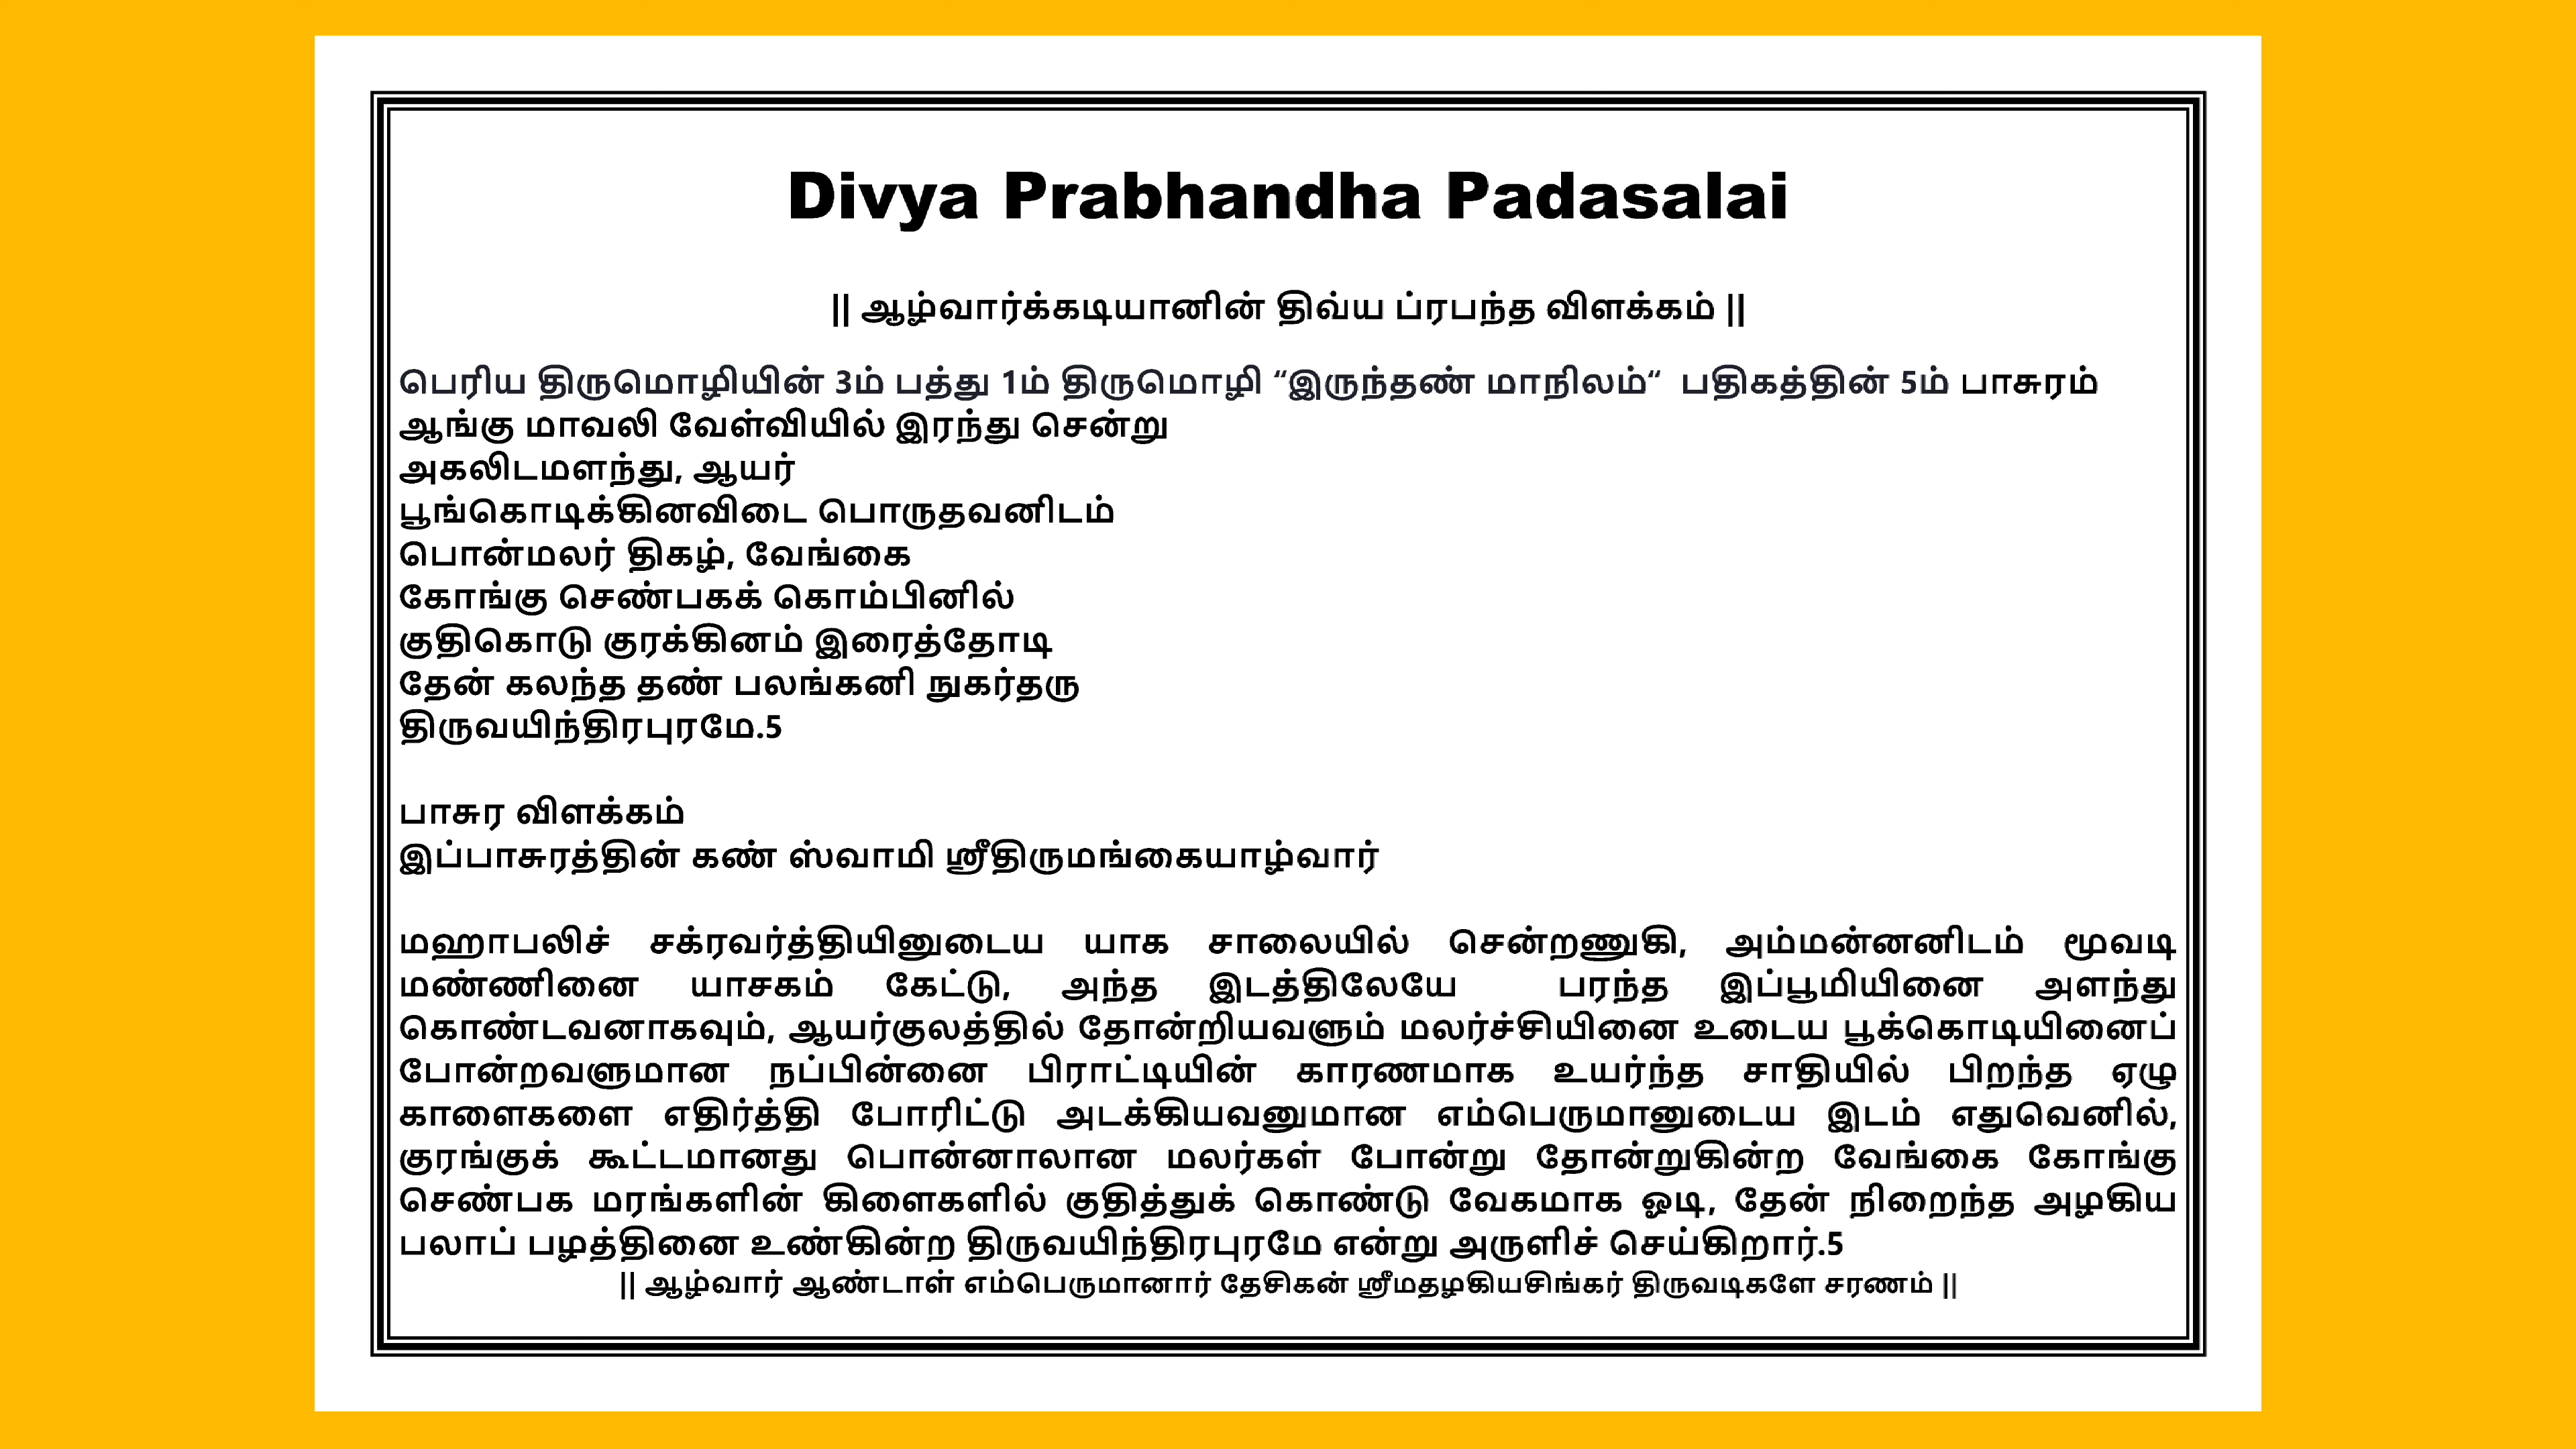 Divya Prabhandha Padasalai
|| ஆழ்வார்க்கடியானின் திவ்ய ப்ரபந்த விளக்கம் ||
பெரிய திருமொழியின் 3ம் பத்து 1ம் திருமொழி “இருந்தண் மாநிலம்“ பதிகத்தின் 5ம் பாசுரம்
ஆங்கு மாவலி வேள்வியில் இரந்து சென்று
அகலிடமளந்து, ஆயர்
பூங்கொடிக்கினவிடை பொருதவனிடம்
பொன்மலர் திகழ், வேங்கை
கோங்கு செண்பகக் கொம்பினில்
குதிகொடு குரக்கினம் இரைத்தோடி
தேன் கலந்த தண் பலங்கனி நுகர்தரு
திருவயிந்திரபுரமே.5
பாசுர விளக்கம்
இப்பாசுரத்தின் கண் ஸ்வாமி ஸ்ரீதிருமங்கையாழ்வார்
மஹாபலிச் சக்ரவர்த்தியினுடைய யாக சாலையில் சென்றணுகி, அம்மன்னனிடம் மூவடி
மண்ணினை யாசகம் கேட்டு, அந்த இடத்திலேயே பரந்த இப்பூமியினை அளந்து
கொண்டவனாகவும், ஆயர்குலத்தில் தோன்றியவளும் மலர்ச்சியினை உடைய பூக்கொடியினைப்
போன்றவளுமான நப்பின்னை பிராட்டியின் காரணமாக உயர்ந்த சாதியில் பிறந்த ஏழு
காளைகளை எதிர்த்தி போரிட்டு அடக்கியவனுமான எம்பெருமானுடைய இடம் எதுவெனில்,
குரங்குக் கூட்டமானது பொன்னாலான மலர்கள் போன்று தோன்றுகின்ற வேங்கை கோங்கு
செண்பக மரங்களின் கிளைகளில் குதித்துக் கொண்டு வேகமாக ஓடி, தேன் நிறைந்த அழகிய
பலாப் பழத்தினை உண்கின்ற திருவயிந்திரபுரமே என்று அருளிச் செய்கிறார்.5
|| ஆழ்வார் ஆண்டாள் எம்பெருமானார் தேசிகன் ஸ்ரீமதழகியசிங்கர் திருவடிகளே சரணம் ||